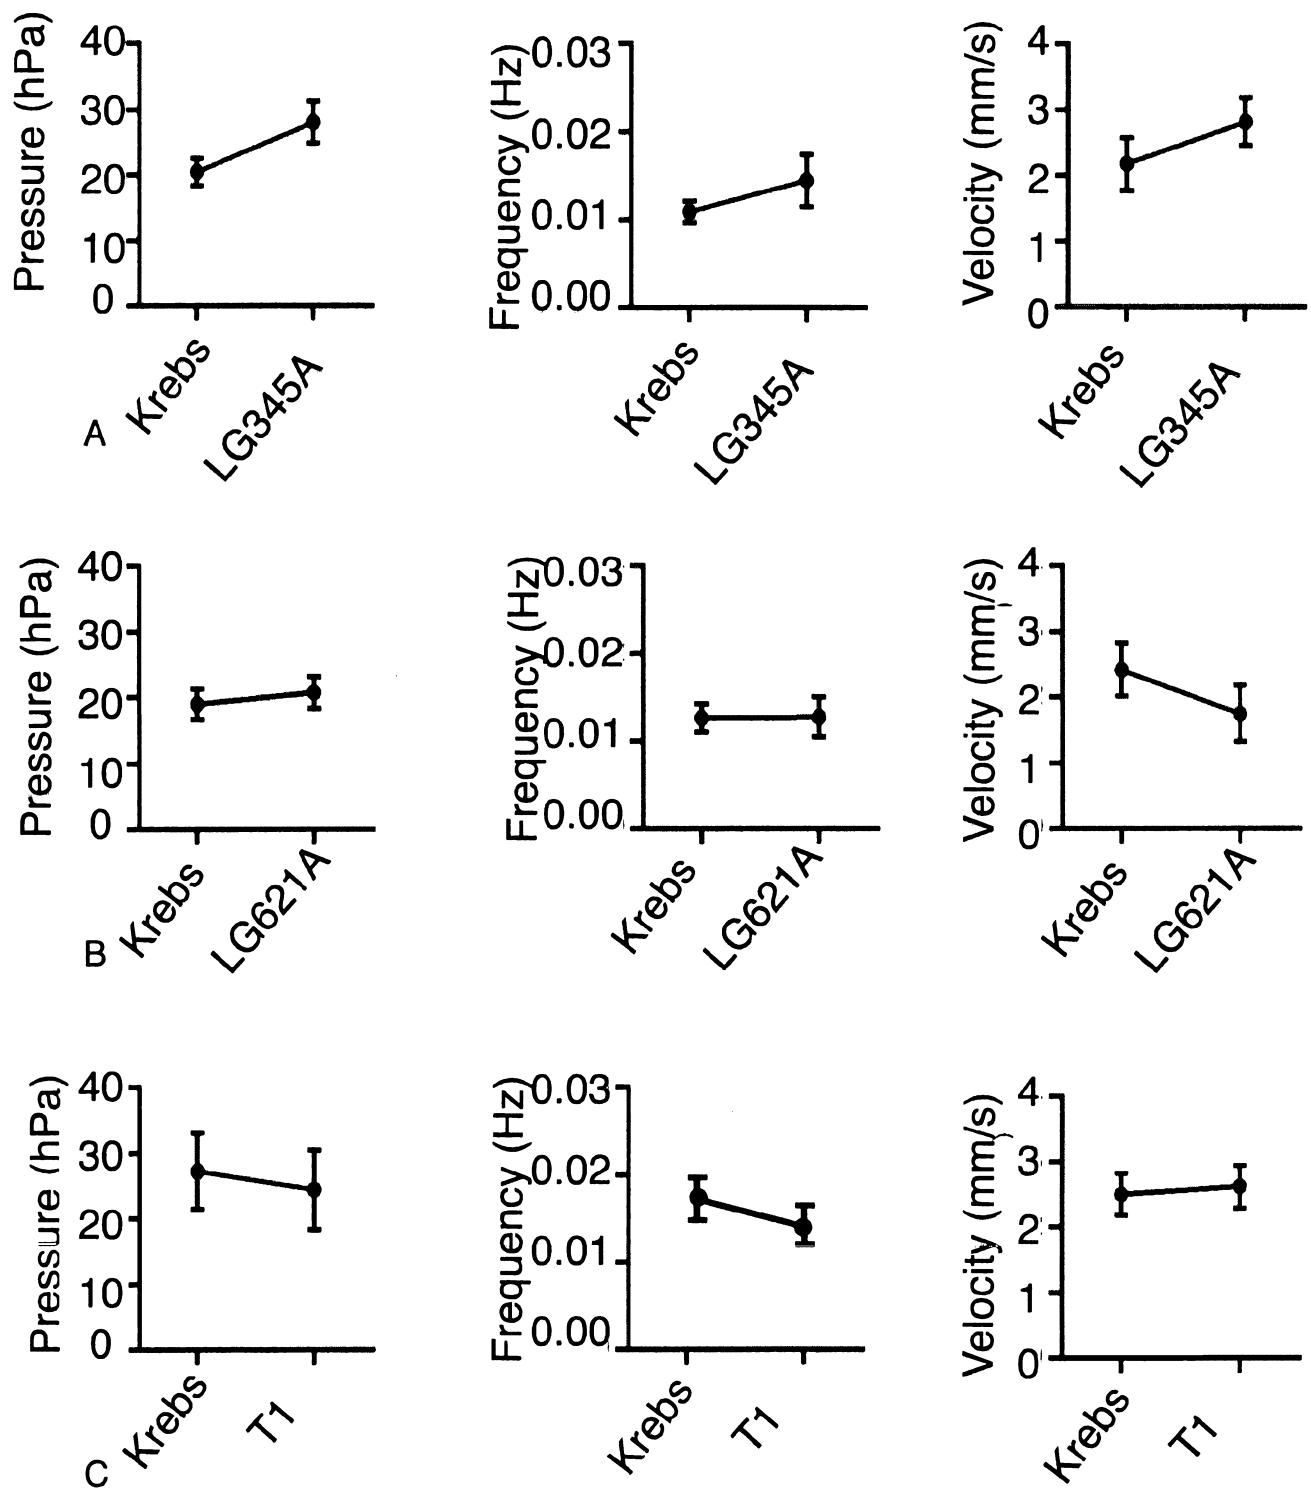 Pressure (hPa)
40
30
20
10
0
Krebs
LG345A
Frequency (Hz)
0.03
0.02
0.01
0.00
Krebs
LG345A
Velocity (mm/s)
4
3
2
1
0
Krebs
LG345A
A
Pressure (hPa)
40
30
20
10
0
Krebs
LG621A
Frequency (Hz)
0.03
0.02
0.01
0.00
Krebs
LG621A
Velocity (mm/s)
4
3
2
1
0
Krebs
LG621A
B
Pressure (hPa)
40
30
20
10
0
Krebs
T1
Frequency (Hz)
0.03
0.02
0.01
0.00
Krebs
T1
Velocity (mm/s)
4
3
2
1
0
Krebs
T1
C